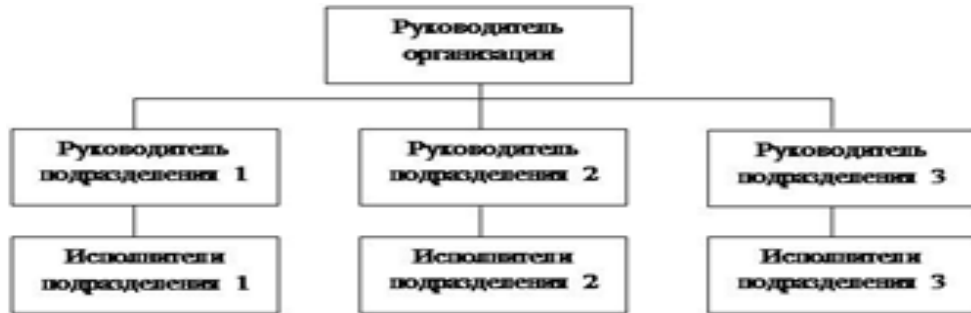 Руководитель
организации
Руководитель
подразделения 1
Руководитель
подразделения 2
Руководитель
подразделения 3
Исполнители
подразделения 1
Исполнители
подразделения 2
Исполнители
подразделения 3